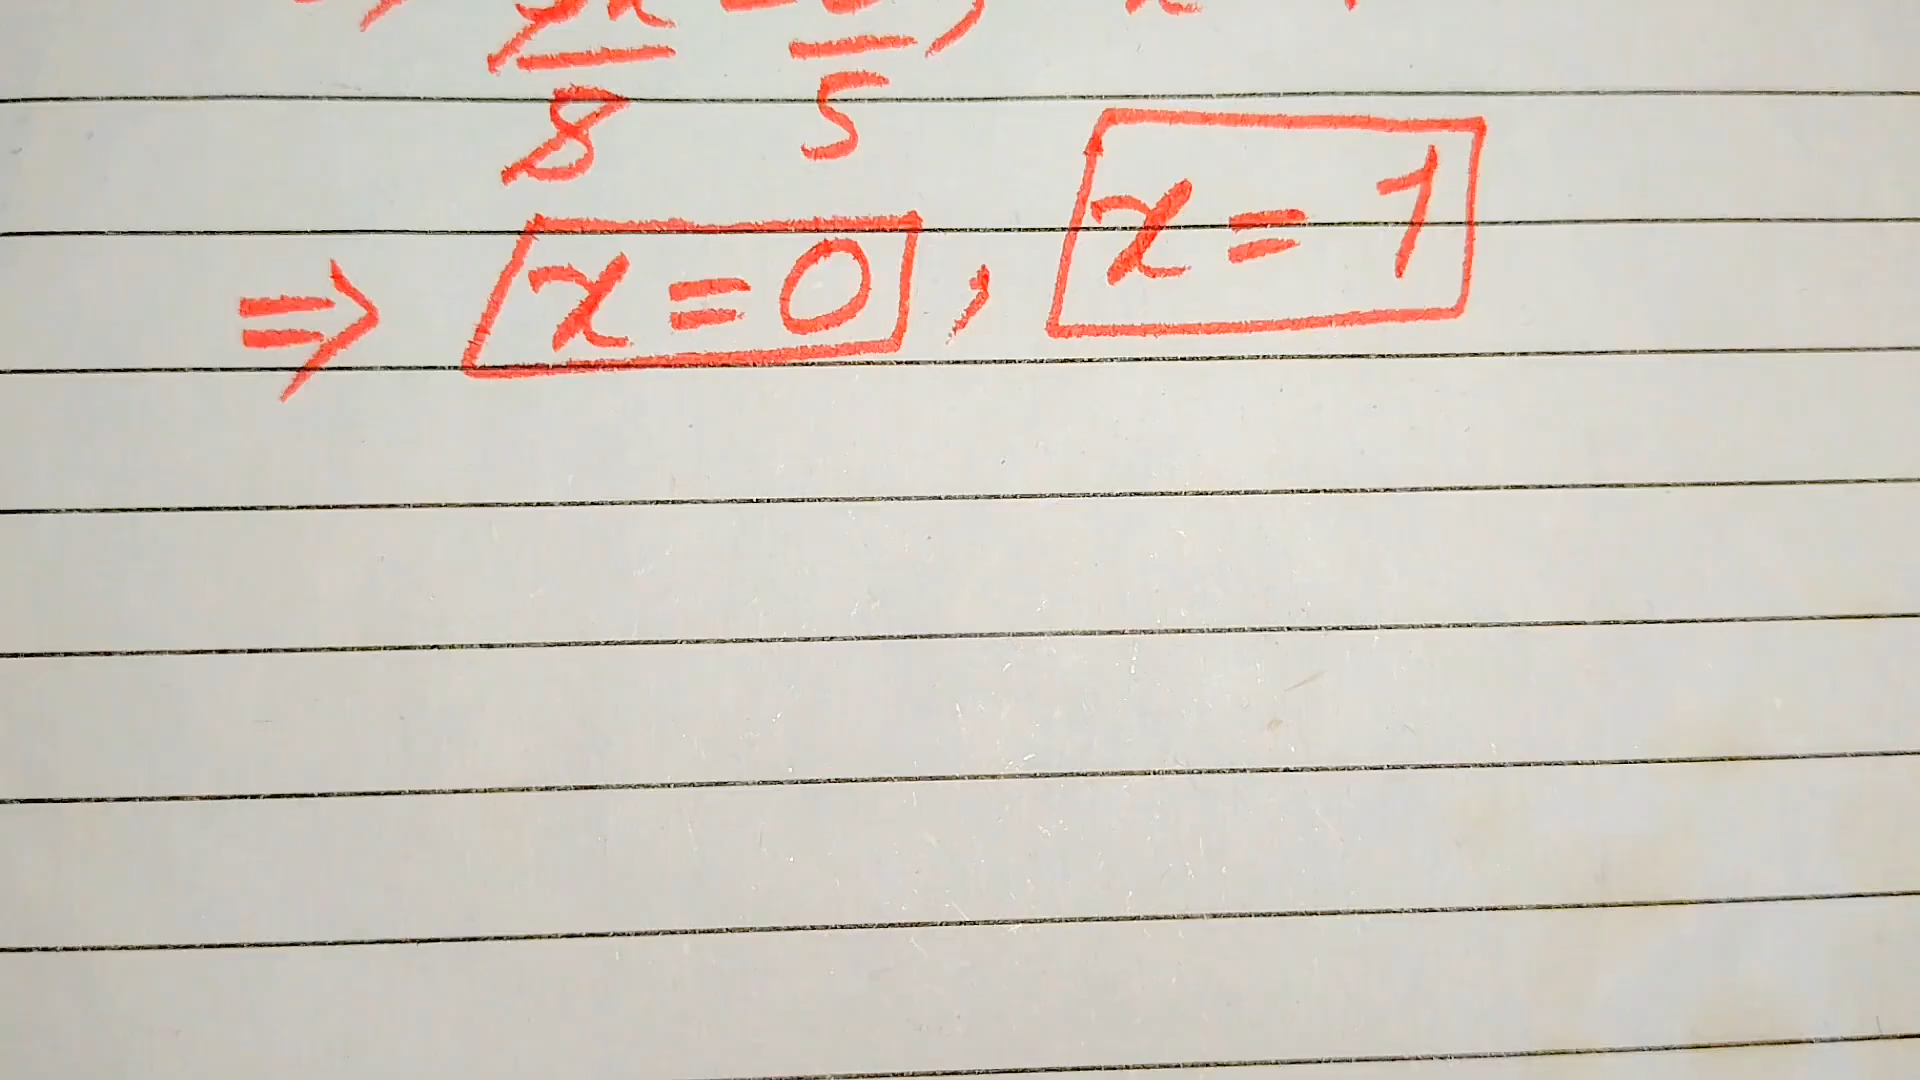 8 5
⇒ x = 0 , x = 1